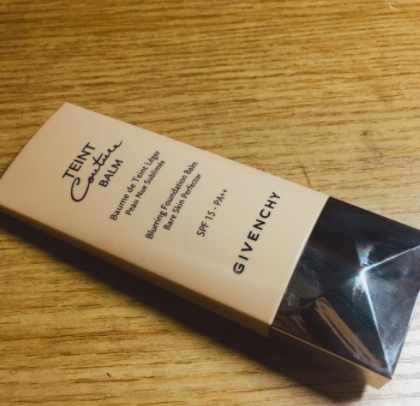 TEINT
Couture
BALM
Baume de Teint Léger
Peau Nue Sublimée
Blurring Foundation Balm
Bare Skin Perfector
SPF 15 - PA++
GIVENCHY